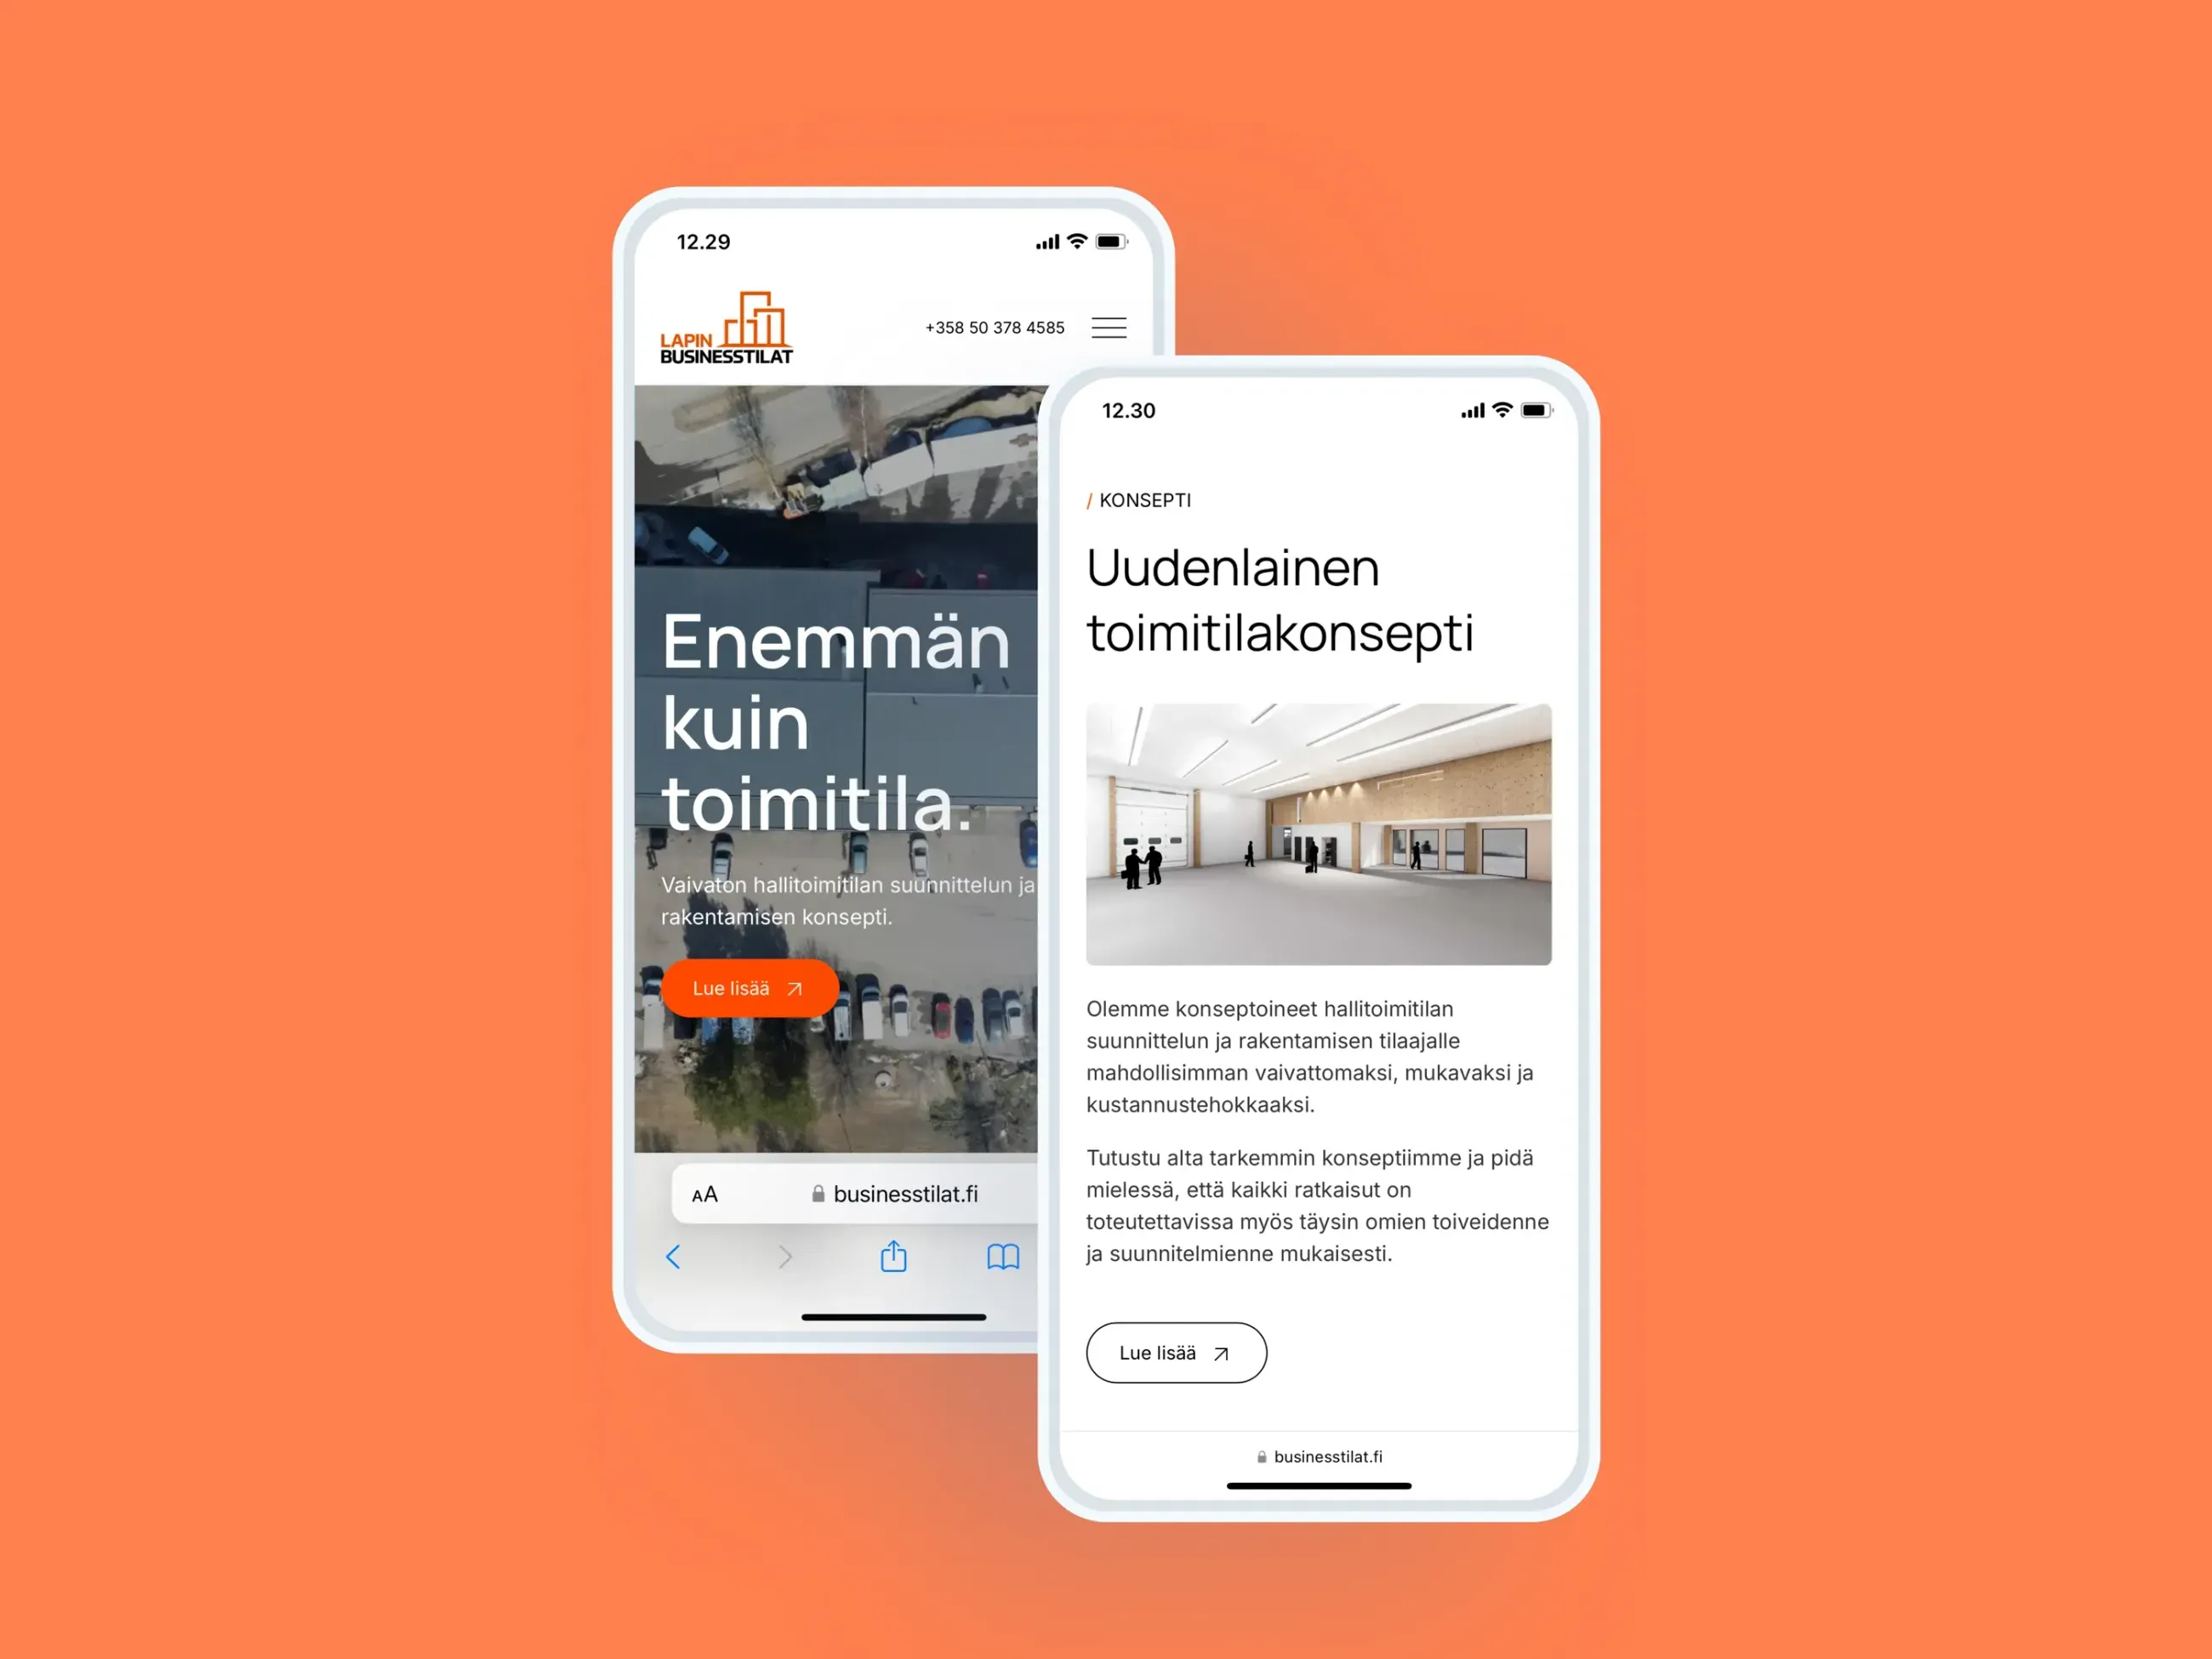 12.29
LAPIN
BUSINESSTILAT
+358 50 378 4585
Enemmän
kuin
toimitila.
Vaivaton hallitoimitilan suunnittelun ja
rakentamisen konsepti.
Lue lisää
AA
businesstilat.fi
12.30
/ KONSEPTI
Uudenlainen
toimitilakonsepti
Olemme konseptoineet hallitoimitilan
suunnittelun ja rakentamisen tilaajalle
mahdollisimman vaivattomaksi, mukavaksi ja
kustannustehokkaaksi.
Tutustu alta tarkemmin konseptiimme ja pidä
mielessä, että kaikki ratkaisut on
toteutettavissa myös täysin omien toiveidenne
ja suunnitelmienne mukaisesti.
Lue lisää
businesstilat.fi